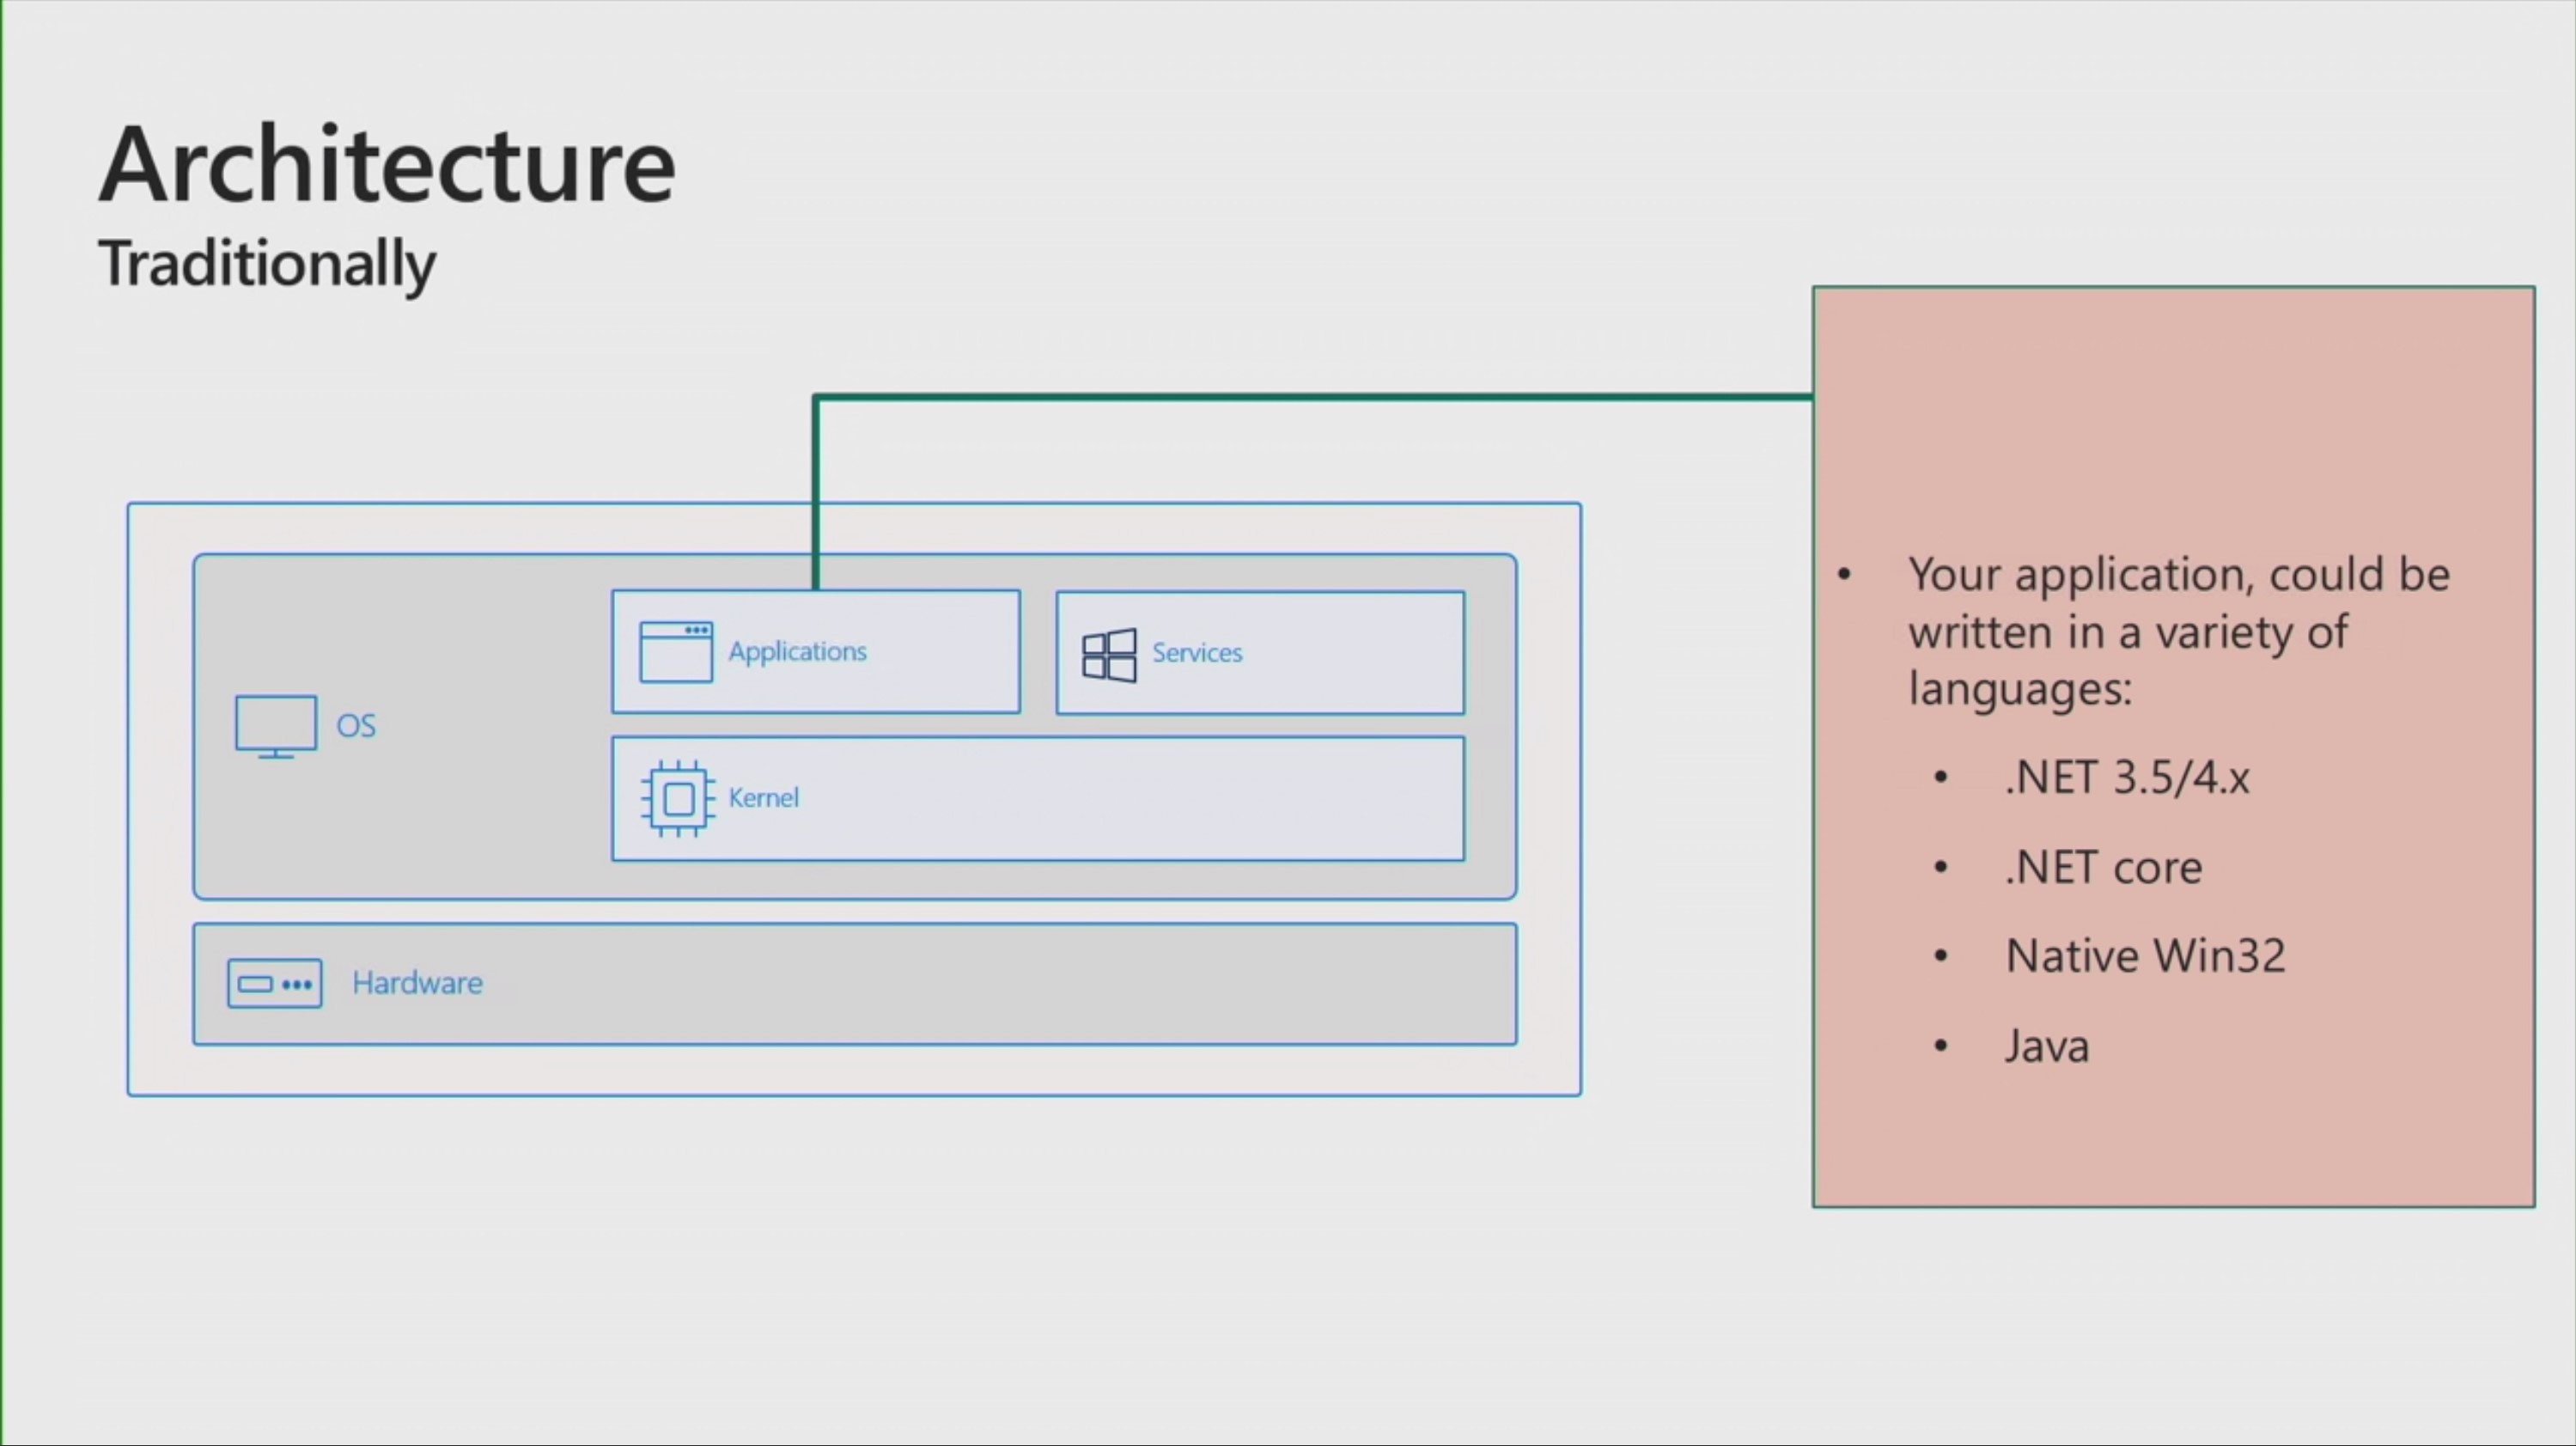 Architecture
Traditionally
Applications
Services
OS
Kernel
Hardware
• Your application, could be
written in a variety of
languages:
• .NET 3.5/4.x
• .NET core
• Native Win32
• Java